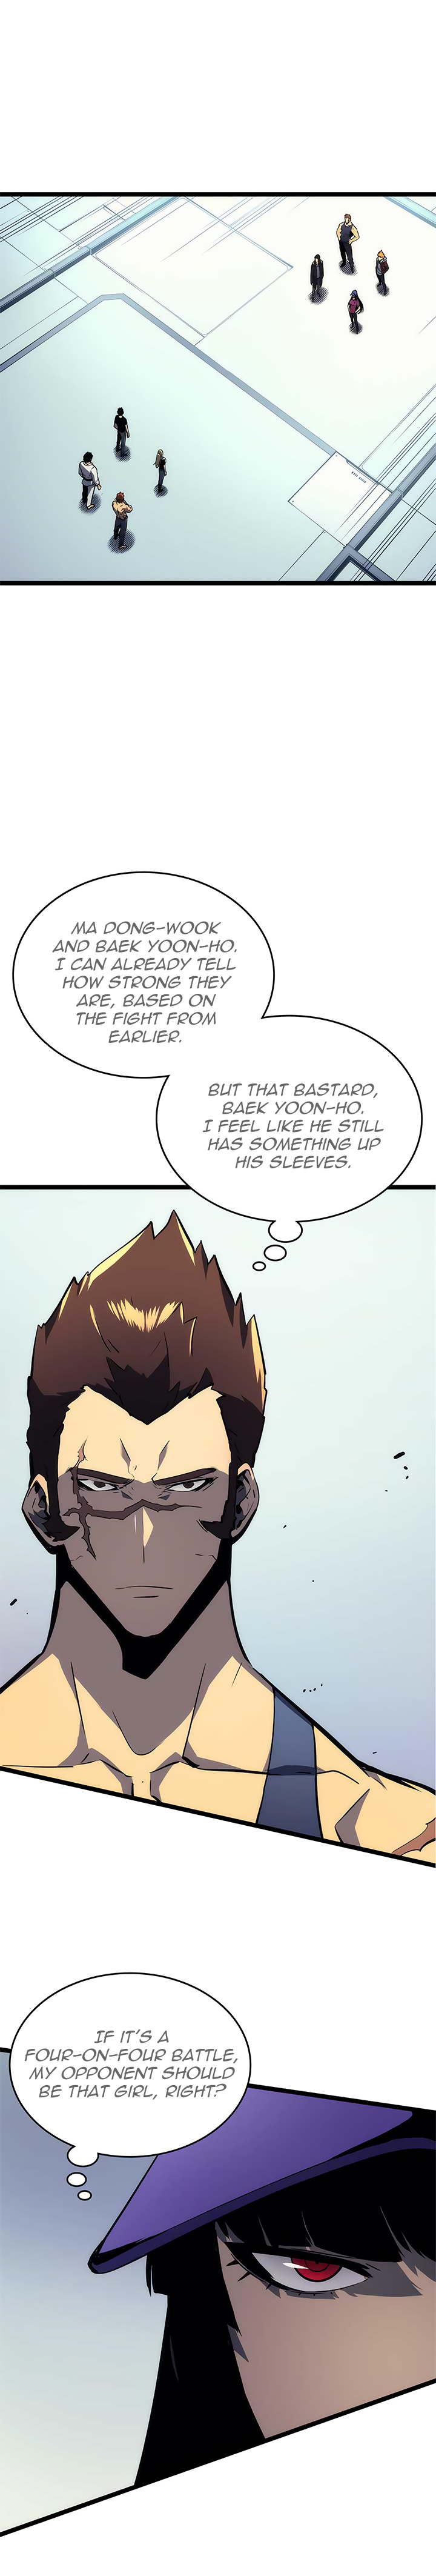 MA DONG-WOOK
AND BAEK YOON-HO.
I CAN ALREADY TELL
HOW STRONG THEY
ARE, BASED ON
THE FIGHT FROM
EARLIER.
BUT THAT BASTARD,
BAEK YOON-HO.
I FEEL LIKE HE STILL
HAS SOMETHING UP
HIS SLEEVES.
IF IT'S A
FOUR-ON-FOUR BATTLE,
MY OPPONENT SHOULD
BE THAT GIRL, RIGHT?